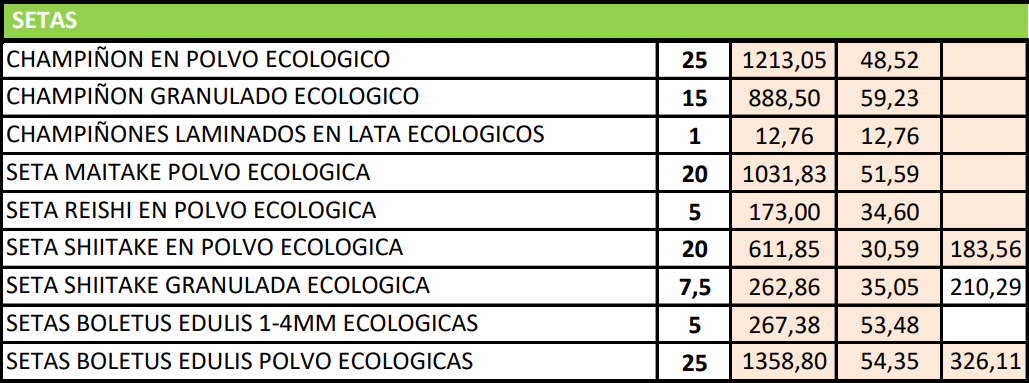 SETAS
CHAMPIÑON EN POLVO ECOLOGICO 25 1213,05 48,52
CHAMPIÑON GRANULADO ECOLOGICO 15 888,50 59,23
CHAMPIÑONES LAMINADOS EN LATA ECOLOGICOS 1 12,76 12,76
SETA MAITAKE POLVO ECOLOGICA 20 1031,83 51,59
SETA REISHI EN POLVO ECOLOGICA 5 173,00 34,60
SETA SHIITAKE EN POLVO ECOLOGICA 20 611,85 30,59 183,56
SETA SHIITAKE GRANULADA ECOLOGICA 7,5 262,86 35,05 210,29
SETAS BOLETUS EDULIS 1-4MM ECOLOGICAS 5 267,38 53,48
SETAS BOLETUS EDULIS POLVO ECOLOGICAS 25 1358,80 54,35 326,11